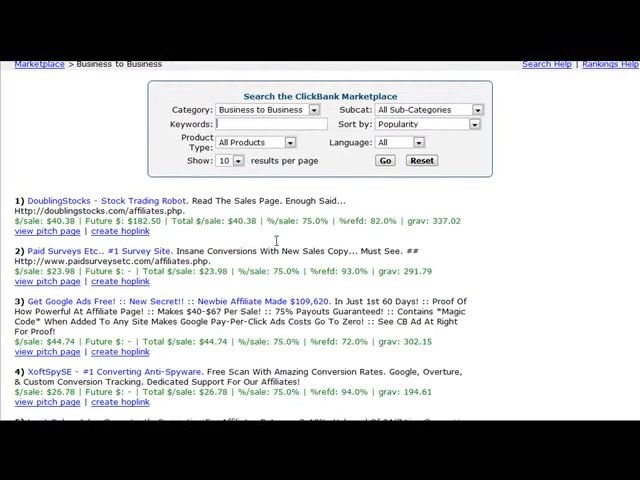 Marketplace > Business to Business
Search Help | Rankings Help
Search the ClickBank Marketplace
Category: Business to Business Subcat: All Sub-Categories
Keywords: Sort by: Popularity
Product Type: All Products Language: All
Show: 10 results per page Go Reset
1) DoublingStocks - Stock Trading Robot. Read The Sales Page. Enough Said...
Http://doublingstocks.com/affiliates.php.
$/sale: $40.38 | Future $: $182.50 | Total $/sale: $40.38 | %/sale: 75.0% | %refd: 82.0% | grav: 337.02
view pitch page | create hoplink
2) Paid Surveys Etc.. #1 Survey Site. Insane Conversions With New Sales Copy... Must See. ##
Http://www.paidsurveysetc.com/affiliates.php.
$/sale: $23.98 | Future $: - | Total $/sale: $23.98 | %/sale: 75.0% | %refd: 93.0% | grav: 291.79
view pitch page | create hoplink
3) Get Google Ads Free! :: New Secret!! :: Newbie Affiliate Made $109,620. In Just 1st 60 Days! :: Proof Of
How Powerful At Affiliate Page! :: Makes $40-$67 Per Sale! :: 75% Payouts Guaranteed! :: Contains "Magic
Code" When Added To Any Site Makes Google Pay-Per-Click Ads Costs Go To Zero! :: See CB Ad At Right
For Proof!
$/sale: $44.74 | Future $: - | Total $/sale: $44.74 | %/sale: 75.0% | %refd: 72.0% | grav: 302.15
view pitch page | create hoplink
4) XoftSpySE - #1 Converting Anti-Spyware. Free Scan With Amazing Conversion Rates. Google, Overture,
& Custom Conversion Tracking. Dedicated Support For Our Affiliates!
$/sale: $26.78 | Future $: - | Total $/sale: $26.78 | %/sale: 75.0% | %refd: 94.0% | grav: 194.61
view pitch page | create hoplink